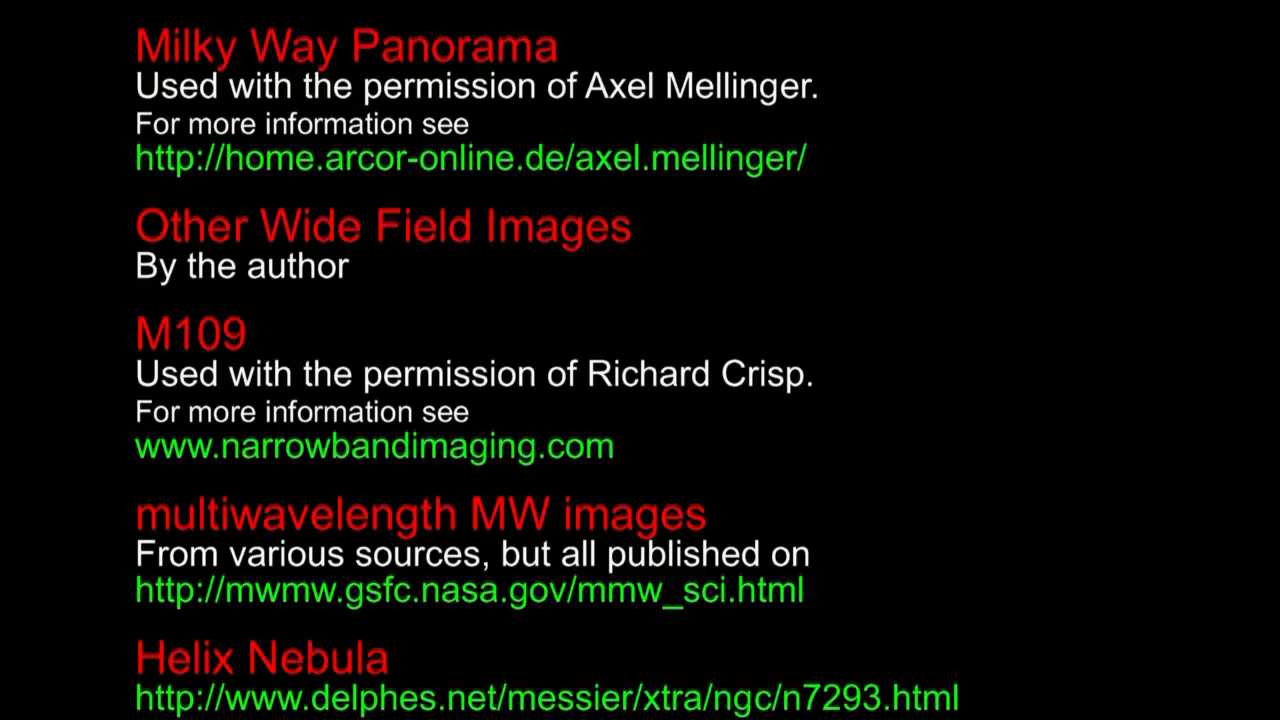 Milky Way Panorama
Used with the permission of Axel Mellinger.
For more information see
http://home.arcor-online.de/axel.mellinger/
Other Wide Field Images
By the author
M109
Used with the permission of Richard Crisp.
For more information see
www.narrowbandimaging.com
multiwavelength MW images
From various sources, but all published on
http://mwmw.gsfc.nasa.gov/mmw_sci.html
Helix Nebula
http://www.delphes.net/messier/xtra/ngc/n7293.html